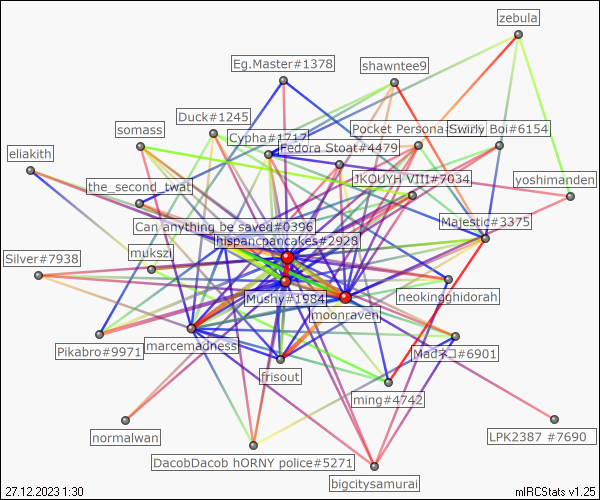 zebula
Eg.Master#1378
shawntee9
Duck#1245
somass
Cypha#1717
Pocket Persona
Swirly Boi#6154
Fedora Stoat#4479
eliakith
the_second_twat
JKOUYH VIII#7034
yoshimanden
Can anything be saved#0396
Majestic#3375
hispancpancakes#2928
mukszi
Silver#7938
Mushy#1984
neokingghidorah
moonraven
marcemadness
Pikabro#9971
Madネコ#6901
frisout
ming#4742
normalwan
LPK2387 #7690
DacobDacob hORNY police#5271
bigcitysamurai
27.12.2023 1:30
mIRCStats v1.25